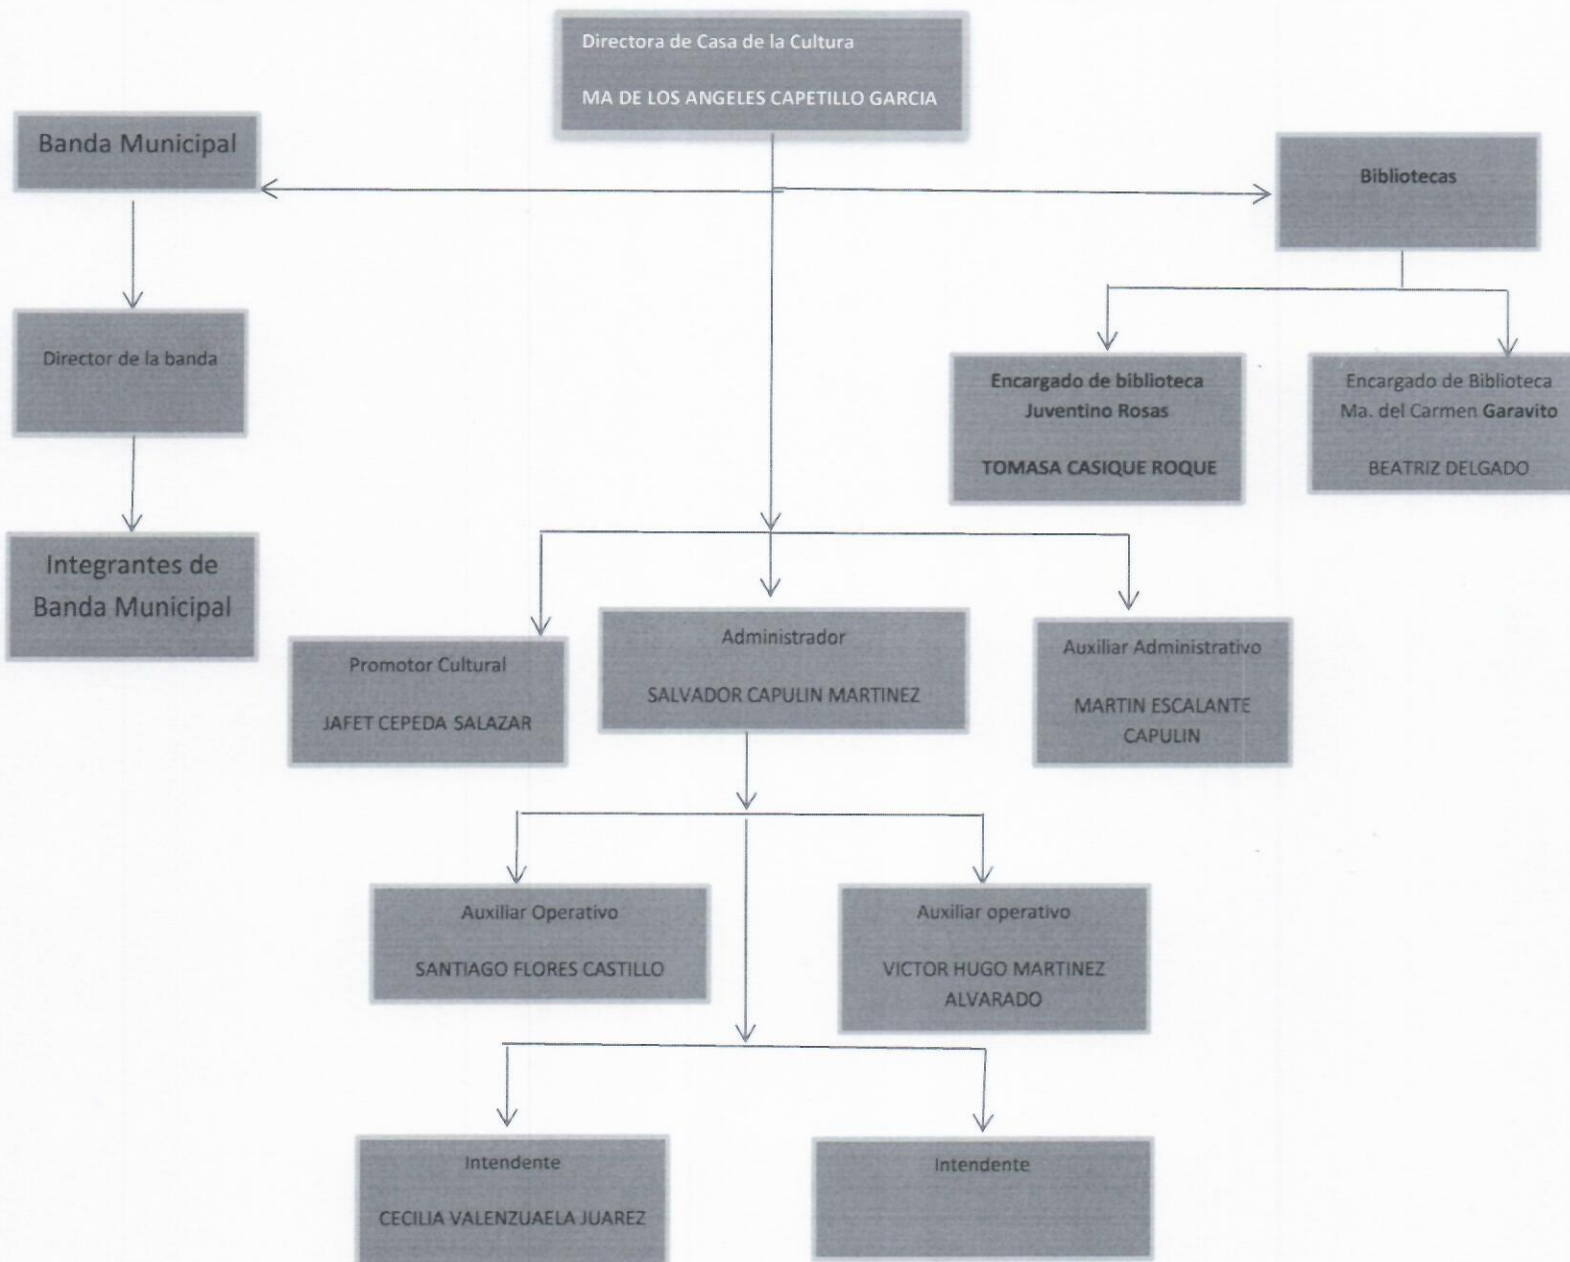 Directora de Casa de la Cultura
MA DE LOS ANGELES CAPETILLO GARCIA
Banda Municipal
Bibliotecas
Director de la banda
Encargado de biblioteca
Juventino Rosas
TOMASA CASIQUE ROQUE
Encargado de Biblioteca
Ma. del Carmen Garavito
BEATRIZ DELGADO
Integrantes de
Banda Municipal
Promotor Cultural
JAFET CEPEDA SALAZAR
Administrador
SALVADOR CAPULIN MARTINEZ
Auxiliar Administrativo
MARTIN ESCALANTE
CAPULIN
Auxiliar Operativo
SANTIAGO FLORES CASTILLO
Auxiliar operativo
VICTOR HUGO MARTINEZ
ALVARADO
Intendente
CECILIA VALENZUAELA JUAREZ
Intendente